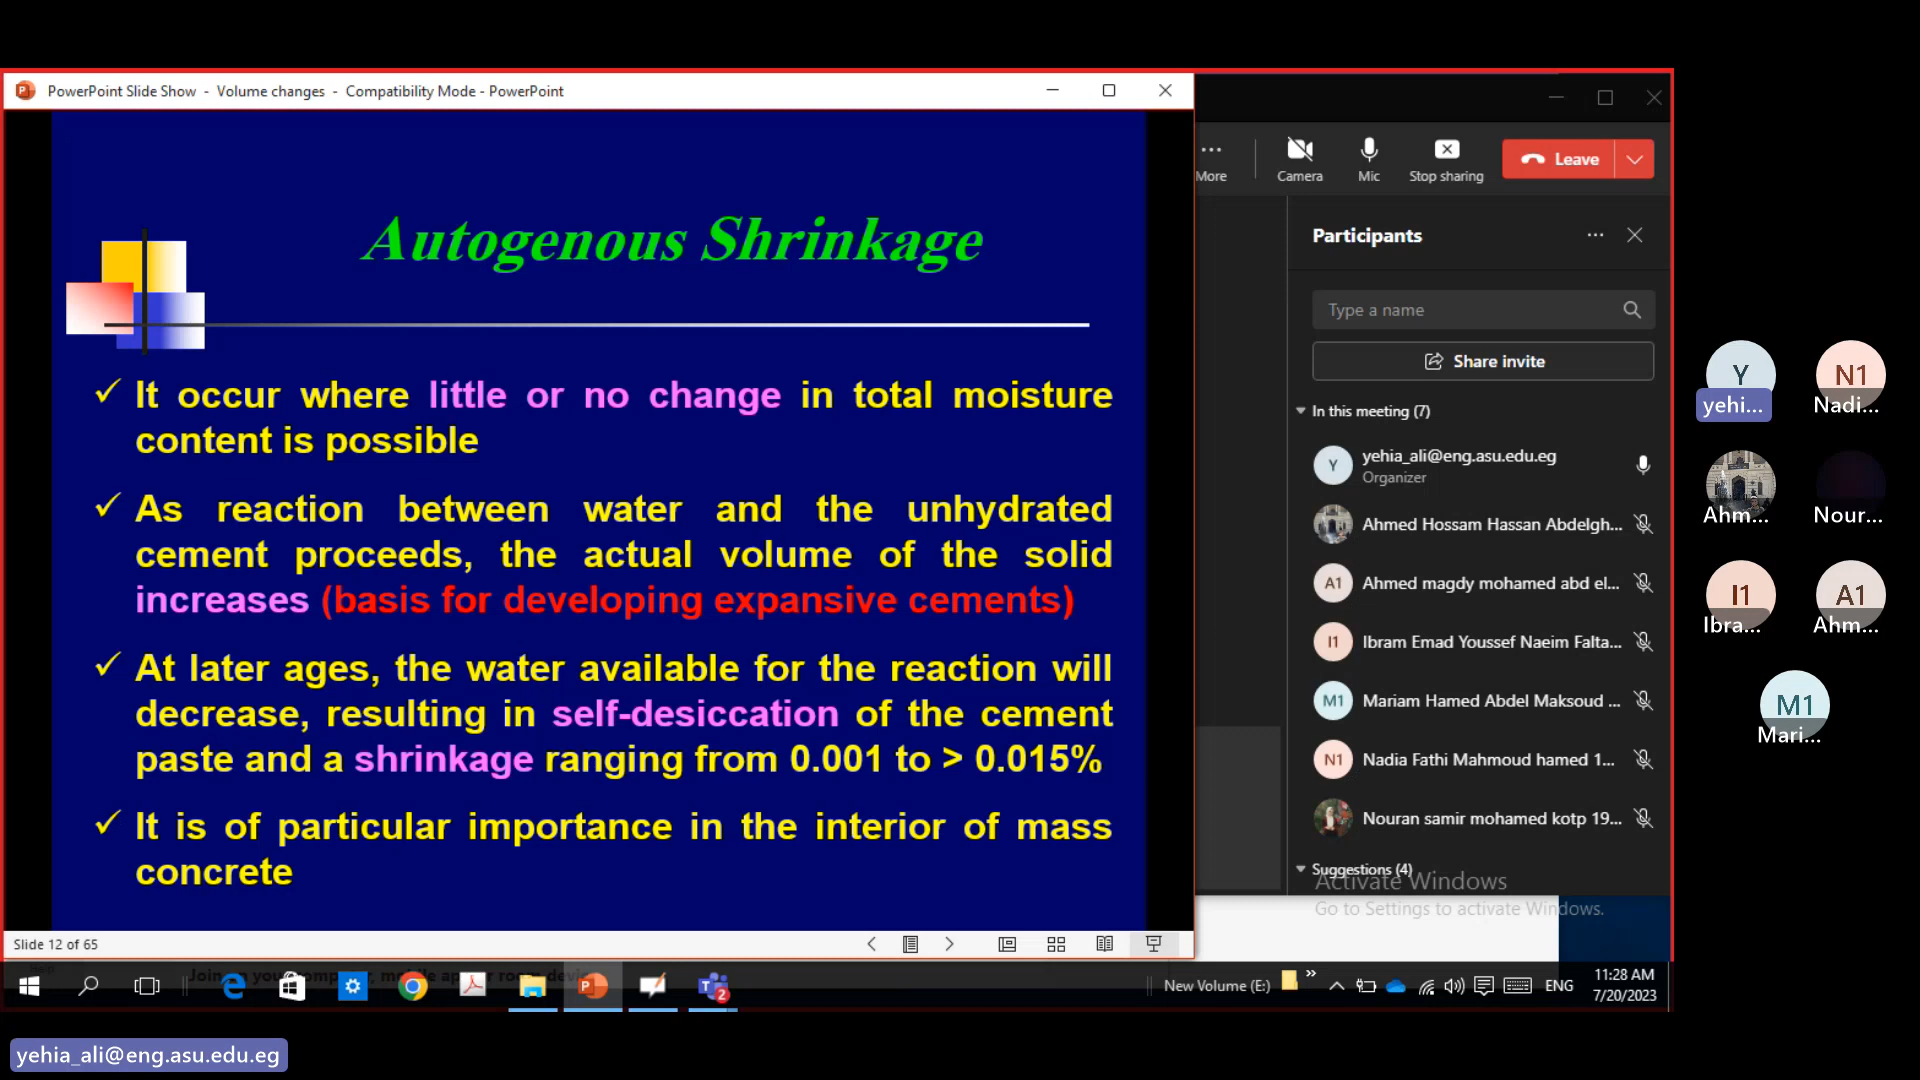 PowerPoint Slide Show - Volume changes - Compatibility Mode - PowerPoint
Autogenous Shrinkage
It occur where little or no change in total moisture
content is possible
As reaction between water and the unhydrated
cement proceeds, the actual volume of the solid
increases (basis for developing expansive cements)
At later ages, the water available for the reaction will
decrease, resulting in self-desiccation of the cement
paste and a shrinkage ranging from 0.001 to > 0.015%
It is of particular importance in the interior of mass
concrete
Slide 12 of 65
More
Camera
Mic
Stop sharing
Leave
Participants
Type a name
Share invite
In this meeting (7)
Y
yehia_ali@eng.asu.edu.eg
Organizer
Ahmed Hossam Hassan Abdelgh...
A1
Ahmed magdy mohamed abd el...
I1
Ibram Emad Youssef Naeim Falta...
M1
Mariam Hamed Abdel Maksoud ...
N1
Nadia Fathi Mahmoud hamed 1...
Nouran samir mohamed kotp 19...
Suggestions (4)
Activate Windows
Go to Settings to activate Windows.
Y
yehi...
N1
Nadi...
Ahm...
Nour...
I1
Ibra...
A1
Ahm...
M1
Mari...
New Volume (E:)
ENG
11:28 AM
7/20/2023
yehia_ali@eng.asu.edu.eg